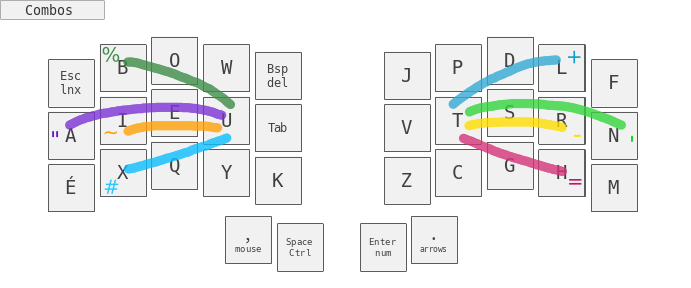 Combos
Esc
lnx
% B
O
W
Bsp
del
J
P
D
L +
F
" A
~ I
E
U
Tab
V
T
S
R -
N '
É
# X
Q
Y
K
Z
C
G
H =
M
,
mouse
Space
Ctrl
Enter
num
.
arrows